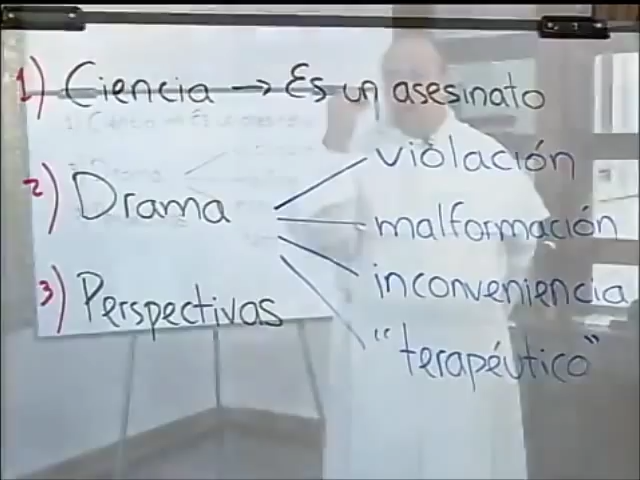 1) Ciencia → Es un asesinato
2) Drama
violación
malformación
inconveniencia
"terapéutico"
3) Perspectivas